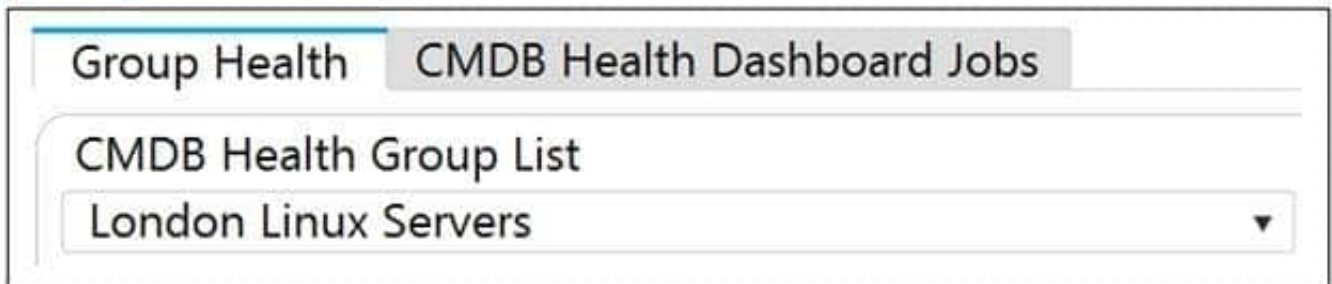 Group Health CMDB Health Dashboard Jobs
CMDB Health Group List
London Linux Servers